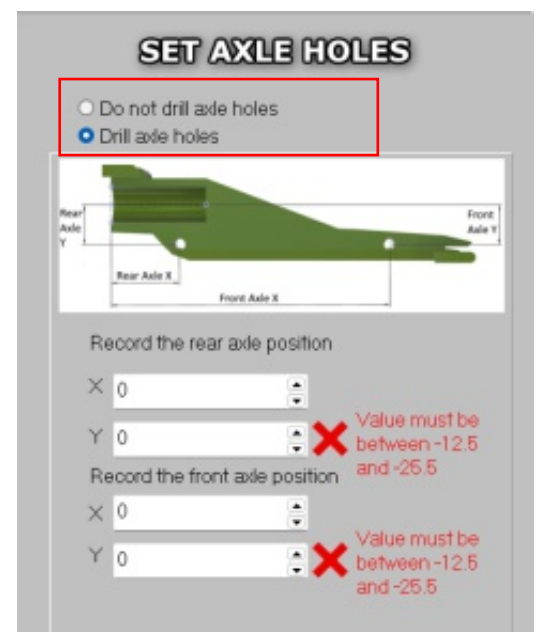 SET AXLE HOLES
Do not drill axle holes
Drill axle holes
Rear
Axle
Y
Front
Axle Y
Rear Axle X
Front Axle X
Record the rear axle position
X 0
Y 0
Value must be
between -12.5
and -25.5
Record the front axle position
X 0
Y 0
Value must be
between -12.5
and -25.5